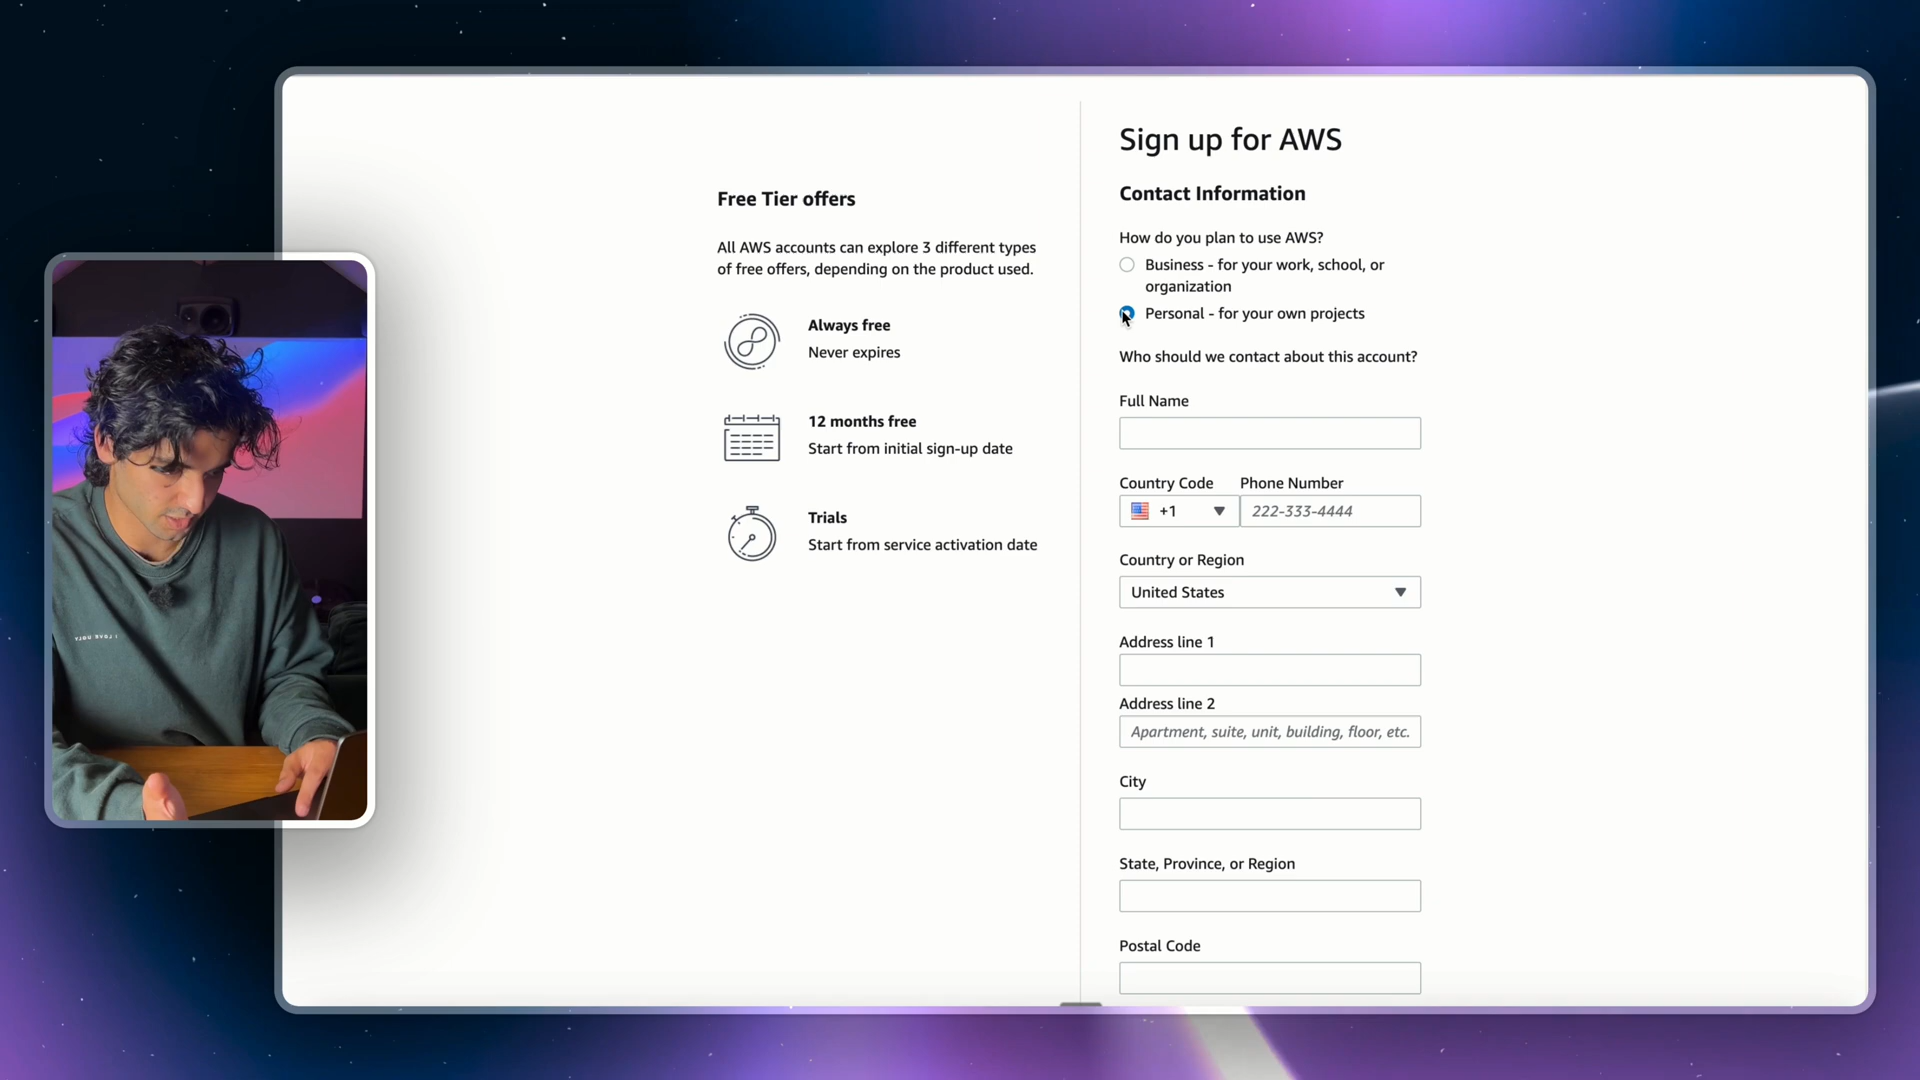 Free Tier offers
All AWS accounts can explore 3 different types
of free offers, depending on the product used.
Always free
Never expires
12 months free
Start from initial sign-up date
Trials
Start from service activation date
Sign up for AWS
Contact Information
How do you plan to use AWS?
Business - for your work, school, or
organization
Personal - for your own projects
Who should we contact about this account?
Full Name
Country Code Phone Number
+1 222-333-4444
Country or Region
United States
Address line 1
Address line 2
Apartment, suite, unit, building, floor, etc.
City
State, Province, or Region
Postal Code